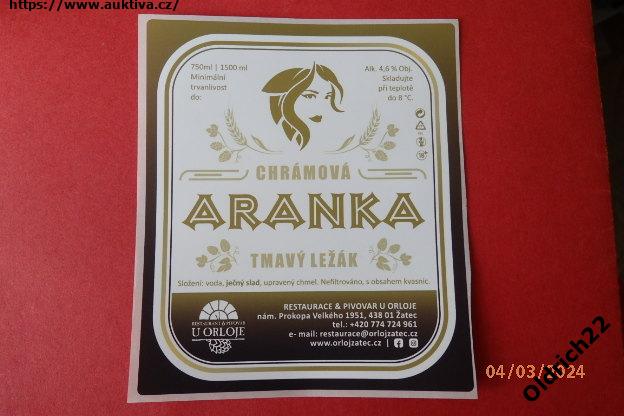 https://www.auktiva.cz/
750ml | 1500 ml
Minimální
trvanlivost
do:
Alk. 4,6 % Obj.
Skladujte
při teplotě
do 8 °C.
18+
CHRÁMOVÁ
ARANKA
TMAVÝ LEŽÁK
Složení: voda, ječný slad, upravený chmel. Nefiltrováno, s obsahem kvasnic.
RESTAURANT & PIVOVAR
U ORLOJE
RESTAURACE & PIVOVAR U ORLOJE
nám. Prokopa Velkého 1951, 438 01 Žatec
tel.: +420 774 724 961
e- mail: restaurace@orlojzatec.cz
www.orlojzatec.cz |
04/03/2024
Oldrich22